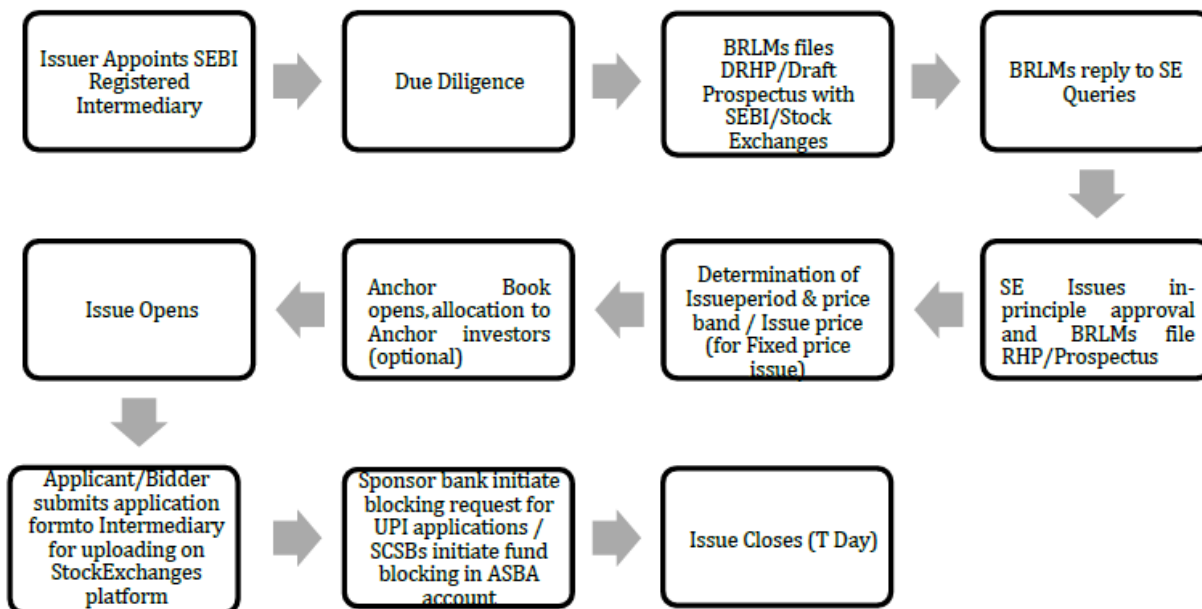 Issuer Appoints SEBI
Registered
Intermediary
Due Diligence
BRLMs files
DRHP/Draft
Prospectus with
SEBI/Stock
Exchanges
BRLMs reply to SE
Queries
SE Issues in-
principle approval
and BRLMs file
RHP/Prospectus
Determination of
Issueperiod & price
band / Issue price
(for Fixed price
issue)
Anchor Book
opens, allocation to
Anchor investors
(optional)
Issue Opens
Applicant/Bidder
submits application
formto Intermediary
for uploading on
StockExchanges
platform
Sponsor bank initiate
blocking request for
UPI applications /
SCSBs initiate fund
blocking in ASBA
account
Issue Closes (T Day)